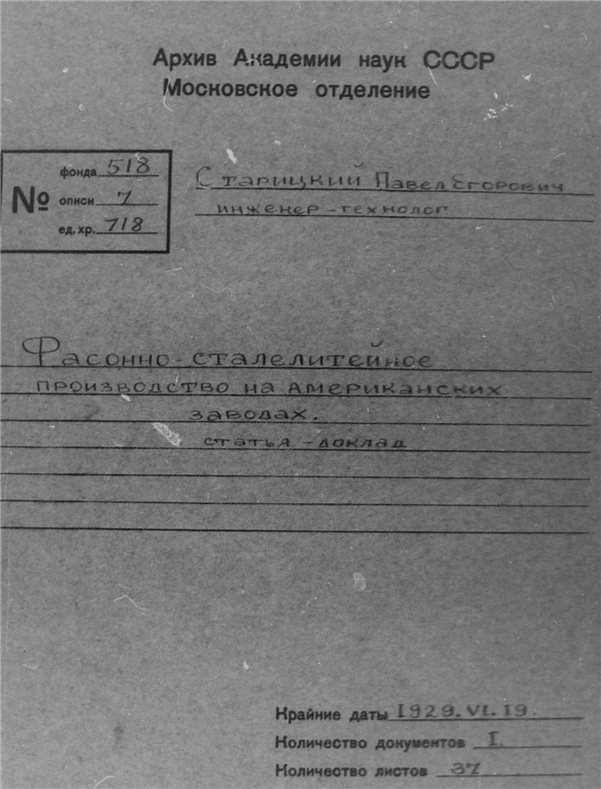 Архив Академии наук СССР
Московское отделение
№
фонда 518
описи 7
ед. хр. 718
Старицкий Павел Егорович
инженер-технолог
Фасонно-сталелитейное
производство на американских
заводах.
статья-доклад
Крайние даты 1929.VI.19.
Количество документов I.
Количество листов 37